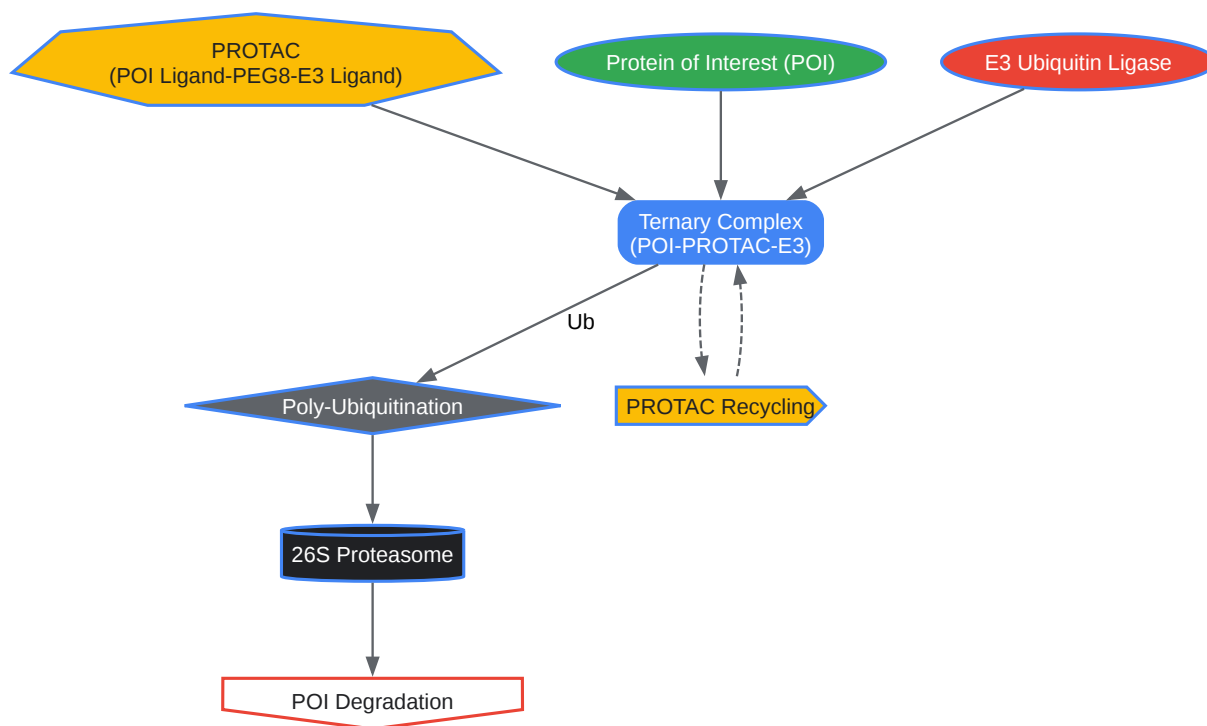 PROTAC
(POI Ligand-PEG8-E3 Ligand)
Protein of Interest (POI)
E3 Ubiquitin Ligase
Ternary Complex
(POI-PROTAC-E3)
Ub
Poly-Ubiquitination
PROTAC Recycling
26S Proteasome
POI Degradation